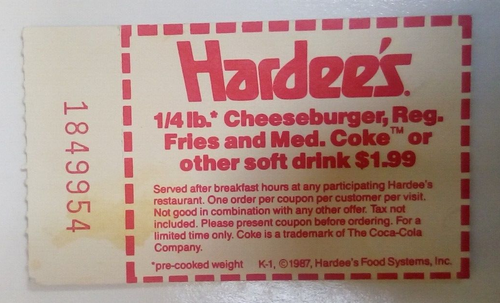 1849954
Hardee's.
1/4 lb.* Cheeseburger, Reg.
Fries and Med. Coke™ or
other soft drink $1.99
Served after breakfast hours at any participating Hardee's
restaurant. One order per coupon per customer per visit.
Not good in combination with any other offer. Tax not
included. Please present coupon before ordering. For a
limited time only. Coke is a trademark of The Coca-Cola
Company.
*pre-cooked weight K-1, ©1987, Hardee's Food Systems, Inc.